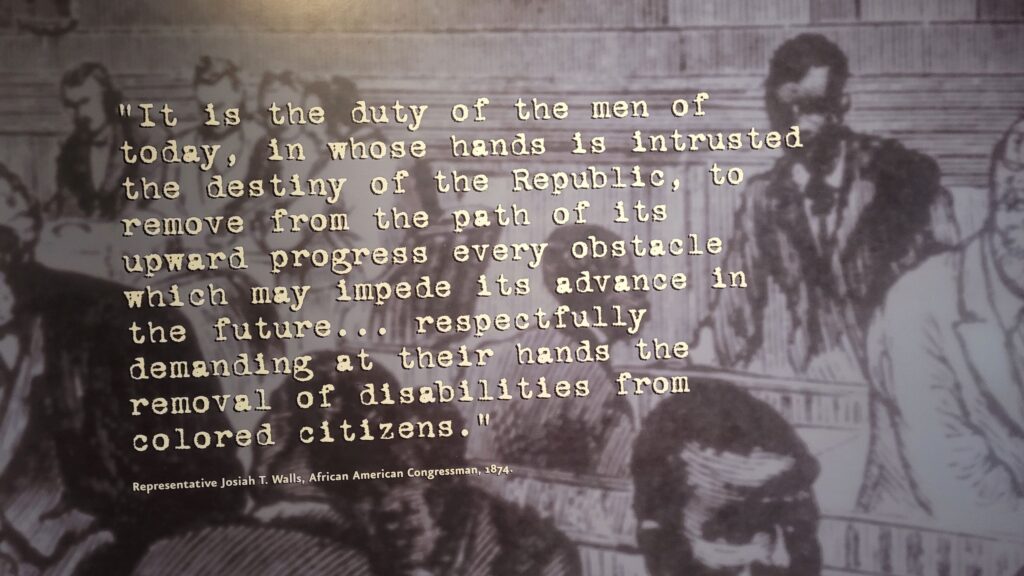 "It is the duty of the men of
today, in whose hands is intrusted
the destiny of the Republic, to
remove from the path of its
upward progress every obstacle
which may impede its advance in
the future... respectfully
demanding at their hands the
removal of disabilities from
colored citizens."
Representative Josiah T. Walls, African American Congressman, 1874.